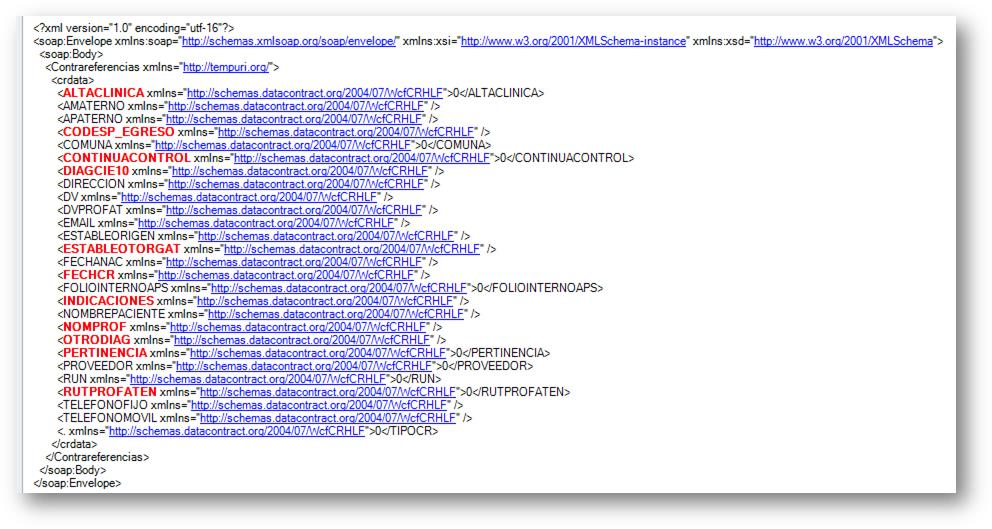 <?xml version="1.0" encoding="utf-16"?>
<soap:Envelope xmlns:soap="http://schemas.xmlsoap.org/soap/envelope/" xmlns:xsi="http://www.w3.org/2001/XMLSchema-instance" xmlns:xsd="http://www.w3.org/2001/XMLSchema">
<soap:Body>
<Contrareferencias xmlns="http://tempuri.org/">
<crdata>
<ALTACLINICA xmlns="http://schemas.datacontract.org/2004/07/WcfCRHLF">0</ALTACLINICA>
<AMATERNO xmlns="http://schemas.datacontract.org/2004/07/WcfCRHLF" />
<APATERNO xmlns="http://schemas.datacontract.org/2004/07/WcfCRHLF" />
<CODESP_EGRESO xmlns="http://schemas.datacontract.org/2004/07/WcfCRHLF" />
<COMUNA xmlns="http://schemas.datacontract.org/2004/07/WcfCRHLF">0</COMUNA>
<CONTINUACONTROL xmlns="http://schemas.datacontract.org/2004/07/WcfCRHLF">0</CONTINUACONTROL>
<DIAGCIE10 xmlns="http://schemas.datacontract.org/2004/07/WcfCRHLF" />
<DIRECCION xmlns="http://schemas.datacontract.org/2004/07/WcfCRHLF" />
<DV xmlns="http://schemas.datacontract.org/2004/07/WcfCRHLF" />
<DVPROFAT xmlns="http://schemas.datacontract.org/2004/07/WcfCRHLF" />
<EMAIL xmlns="http://schemas.datacontract.org/2004/07/WcfCRHLF" />
<ESTABLEORIGEN xmlns="http://schemas.datacontract.org/2004/07/WcfCRHLF" />
<ESTABLEOTORGAT xmlns="http://schemas.datacontract.org/2004/07/WcfCRHLF" />
<FECHANAC xmlns="http://schemas.datacontract.org/2004/07/WcfCRHLF" />
<FECHCR xmlns="http://schemas.datacontract.org/2004/07/WcfCRHLF" />
<FOLIOINTERNOAPS xmlns="http://schemas.datacontract.org/2004/07/WcfCRHLF">0</FOLIOINTERNOAPS>
<INDICACIONES xmlns="http://schemas.datacontract.org/2004/07/WcfCRHLF" />
<NOMBREPACIENTE xmlns="http://schemas.datacontract.org/2004/07/WcfCRHLF" />
<NOMPROF xmlns="http://schemas.datacontract.org/2004/07/WcfCRHLF" />
<OTRODIAG xmlns="http://schemas.datacontract.org/2004/07/WcfCRHLF" />
<PERTINENCIA xmlns="http://schemas.datacontract.org/2004/07/WcfCRHLF">0</PERTINENCIA>
<PROVEEDOR xmlns="http://schemas.datacontract.org/2004/07/WcfCRHLF">0</PROVEEDOR>
<RUN xmlns="http://schemas.datacontract.org/2004/07/WcfCRHLF">0</RUN>
<RUTPROFATEN xmlns="http://schemas.datacontract.org/2004/07/WcfCRHLF">0</RUTPROFATEN>
<TELEFONOFIJO xmlns="http://schemas.datacontract.org/2004/07/WcfCRHLF" />
<TELEFONOMOVIL xmlns="http://schemas.datacontract.org/2004/07/WcfCRHLF" />
<. xmlns="http://schemas.datacontract.org/2004/07/WcfCRHLF">0</TIPOCR>
</crdata>
</Contrareferencias>
</soap:Body>
</soap:Envelope>